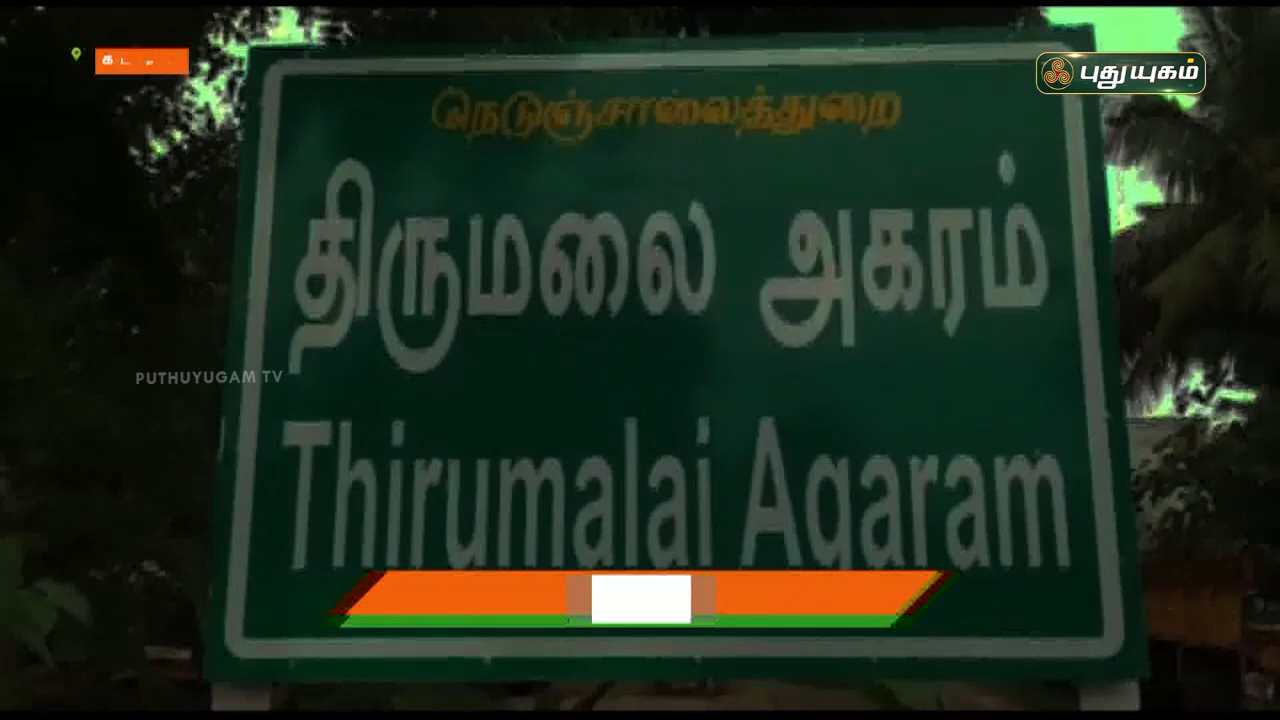 புதுயுகம்
நெடுஞ்சாலைத்துறை
திருமலை அகரம்
PUTHUYUGAM TV
Thirumalai Agaram